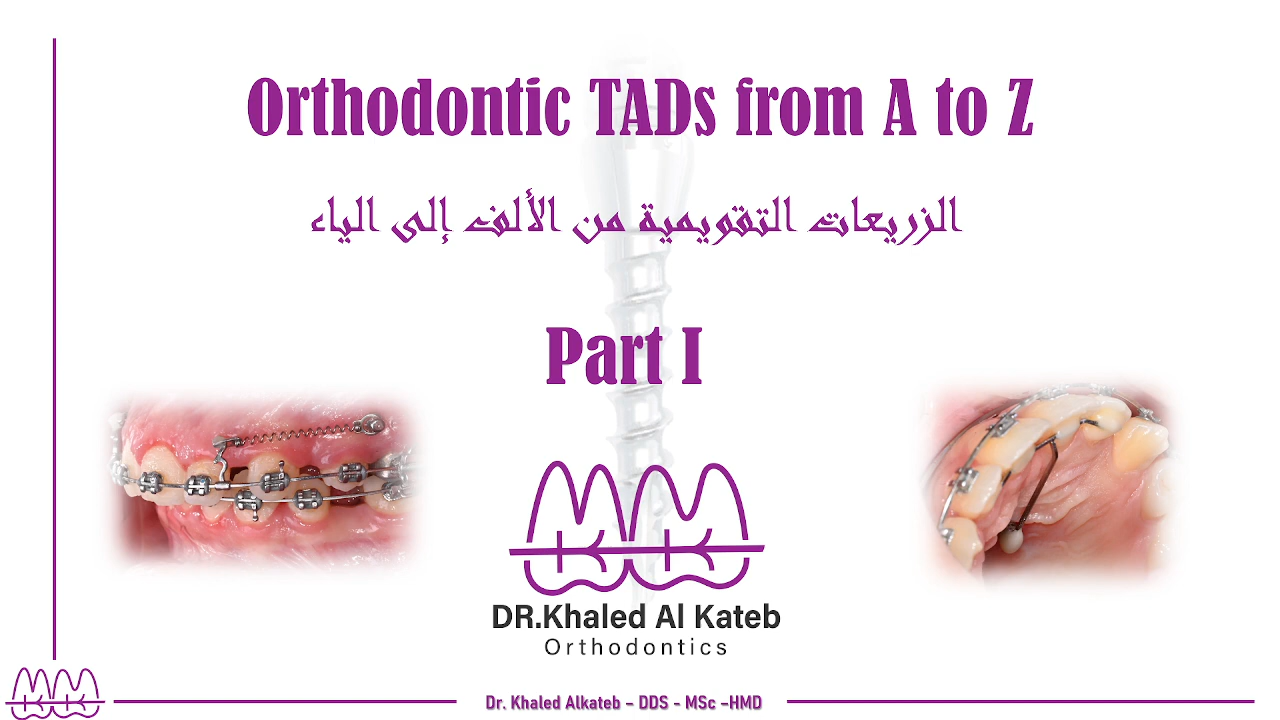 Orthodontic TADs from A to Z
الزريعات التقويمية من الألف إلى الياء
Part I
DR.Khaled Al Kateb
Orthodontics
Dr. Khaled Alkateb – DDS - MSc –HMD